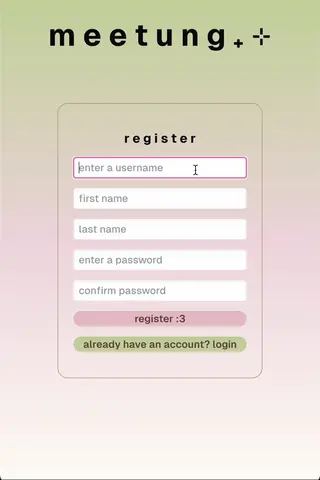 meetung₊⊹
register
enter a username
first name
last name
enter a password
confirm password
register :3
already have an account? login